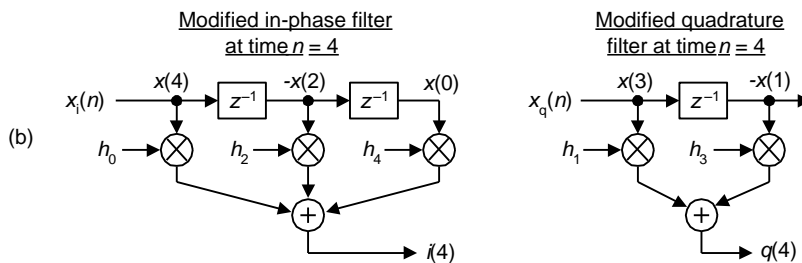 Modified in-phase filter
at time n = 4
Modified quadrature
filter at time n = 4
x(4)
-x(2)
x(0)
x(3)
-x(1)
xᵢ(n)
z⁻¹
z⁻¹
x_q(n)
z⁻¹
(b)
h₀
h₂
h₄
h₁
h₃
+
+
i(4)
q(4)